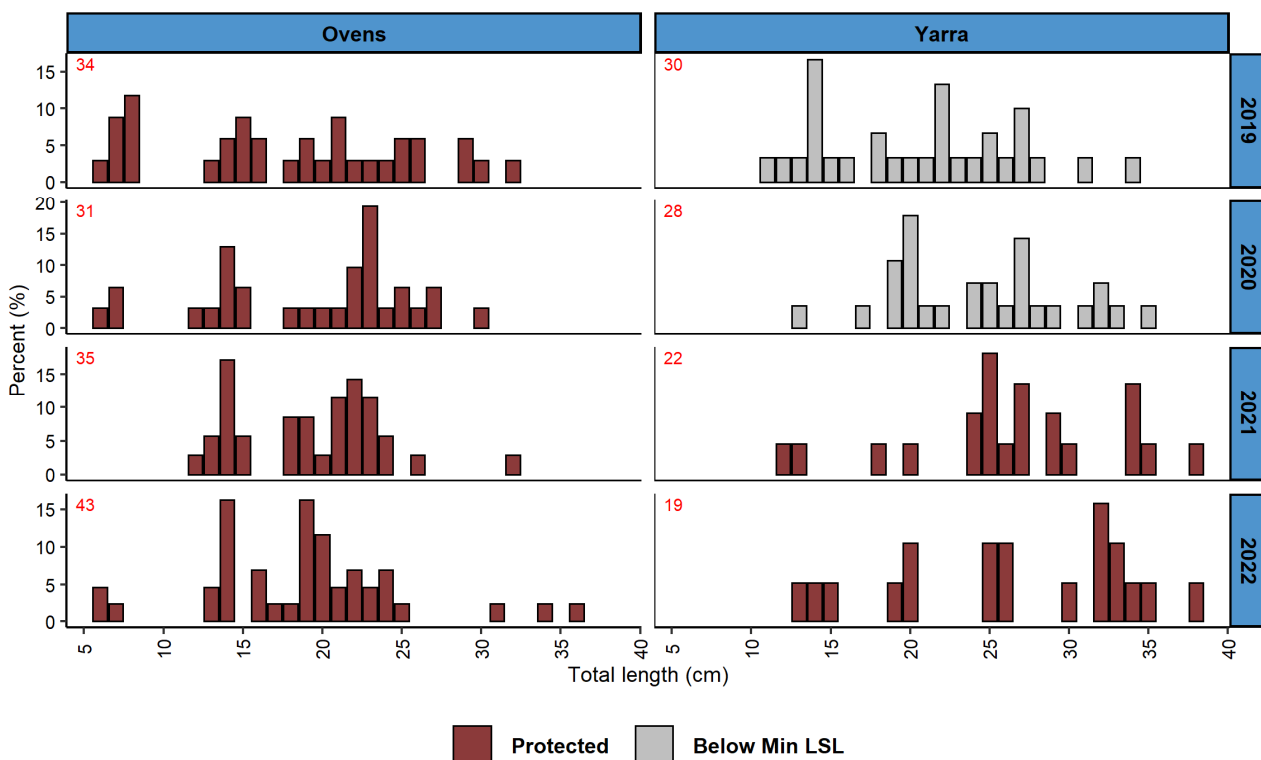 Ovens Yarra
34 30 2019
15
10
5
0
31 28 2020
20
15
10
5
0
35 22 2021
15
10
5
0
43 19 2022
15
10
5
0
Percent (%)
5 10 15 20 25 30 35 40 5 10 15 20 25 30 35 40
Total length (cm)
Protected Below Min LSL